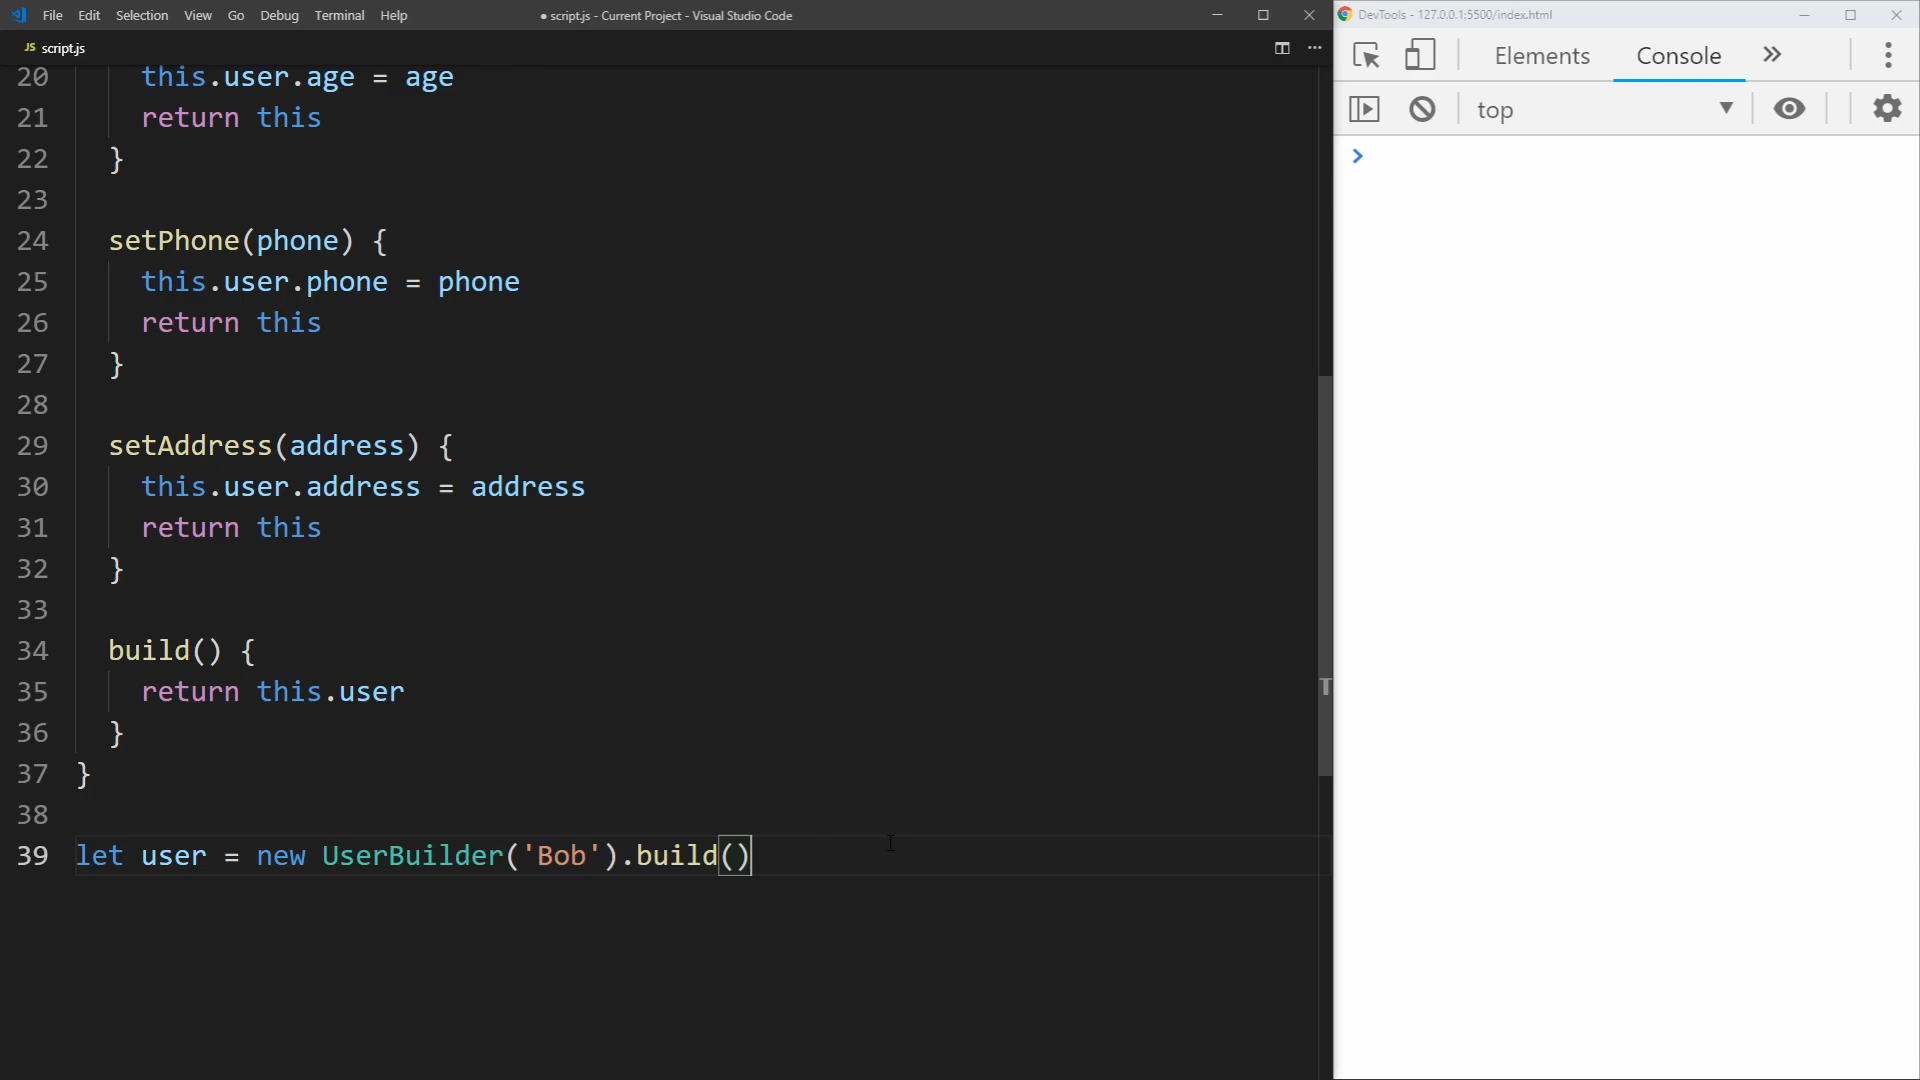 File Edit Selection View Go Debug Terminal Help
● script.js - Current Project - Visual Studio Code
DevTools - 127.0.0.1:5500/index.html
JS script.js
Elements Console
top
20 this.user.age = age
21 return this
22 }
23
24 setPhone(phone) {
25 this.user.phone = phone
26 return this
27 }
28
29 setAddress(address) {
30 this.user.address = address
31 return this
32 }
33
34 build() {
35 return this.user
36 }
37 }
38
39 let user = new UserBuilder('Bob').build()